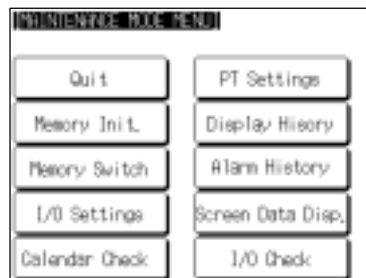 [MAINTENANCE MODE MENU]
Quit
PT Settings
Memory Init.
Display Hisory
Memory Switch
Alarm History
I/O Settings
Screen Data Disp.
Calendar Check
I/O Check